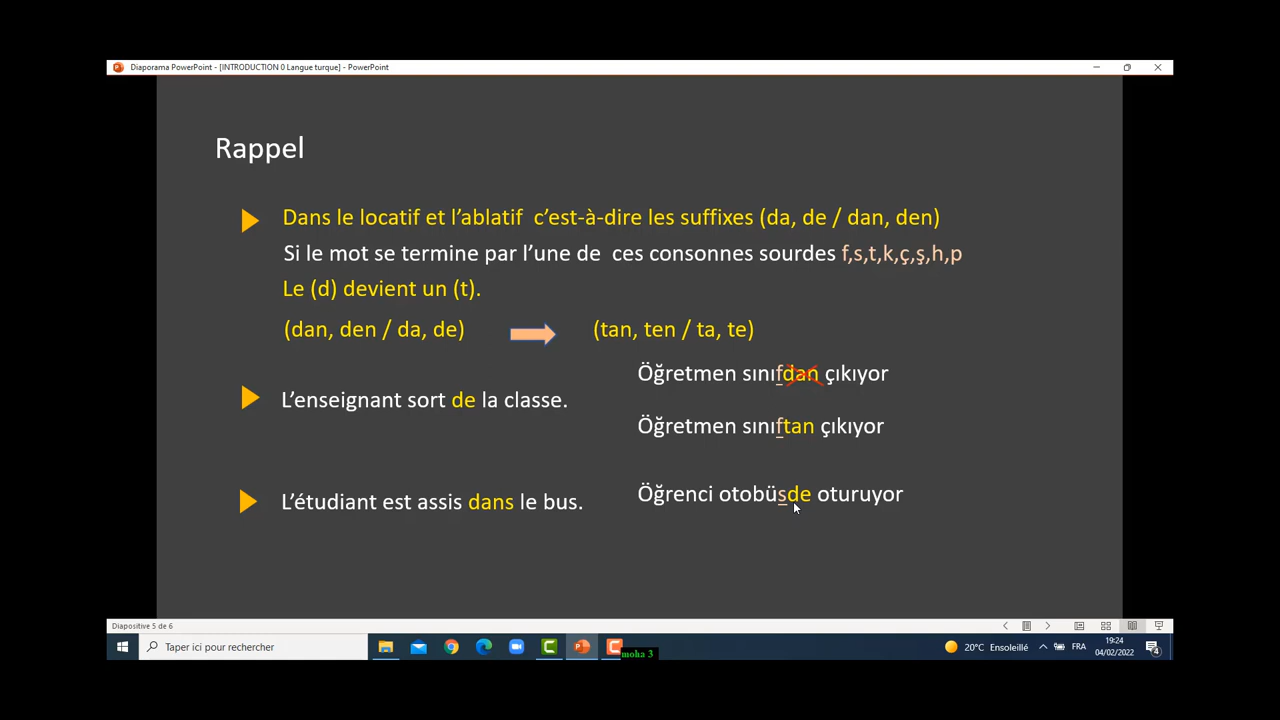 Diaporama PowerPoint - [INTRODUCTION 0 Langue turque] - PowerPoint
Rappel
Dans le locatif et l’ablatif c’est-à-dire les suffixes (da, de / dan, den)
Si le mot se termine par l’une de ces consonnes sourdes f,s,t,k,ç,ş,h,p
Le (d) devient un (t).
(dan, den / da, de) (tan, ten / ta, te)
Öğretmen sınıfdan çıkıyor
L’enseignant sort de la classe.
Öğretmen sınıftan çıkıyor
Öğrenci otobüsde oturuyor
L’étudiant est assis dans le bus.
Diapositive 5 de 6
Taper ici pour rechercher
moha 3
20°C Ensoleillé
FRA
19:24
04/02/2022
4